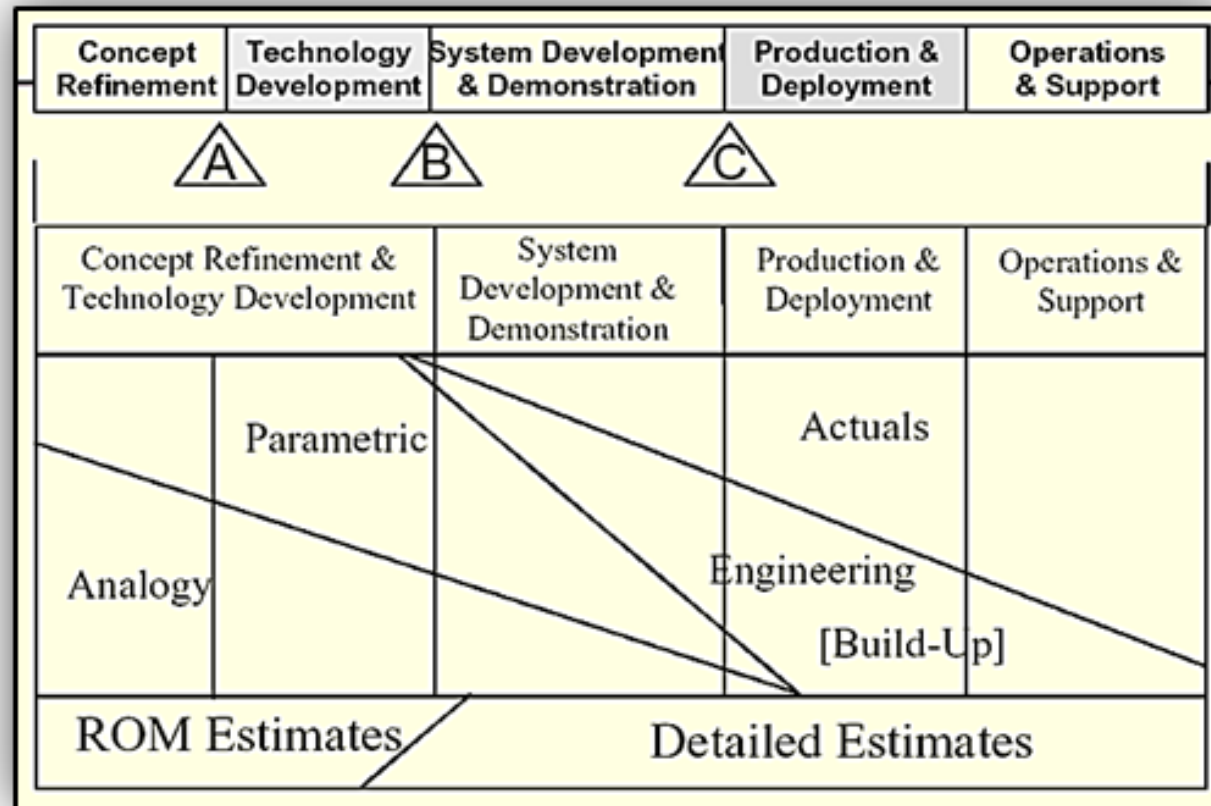 Concept
Refinement
Technology
Development
System Development
& Demonstration
Production &
Deployment
Operations
& Support
A
B
C
Concept Refinement &
Technology Development
System
Development &
Demonstration
Production &
Deployment
Operations &
Support
Parametric
Actuals
Analogy
Engineering
[Build-Up]
ROM Estimates
Detailed Estimates